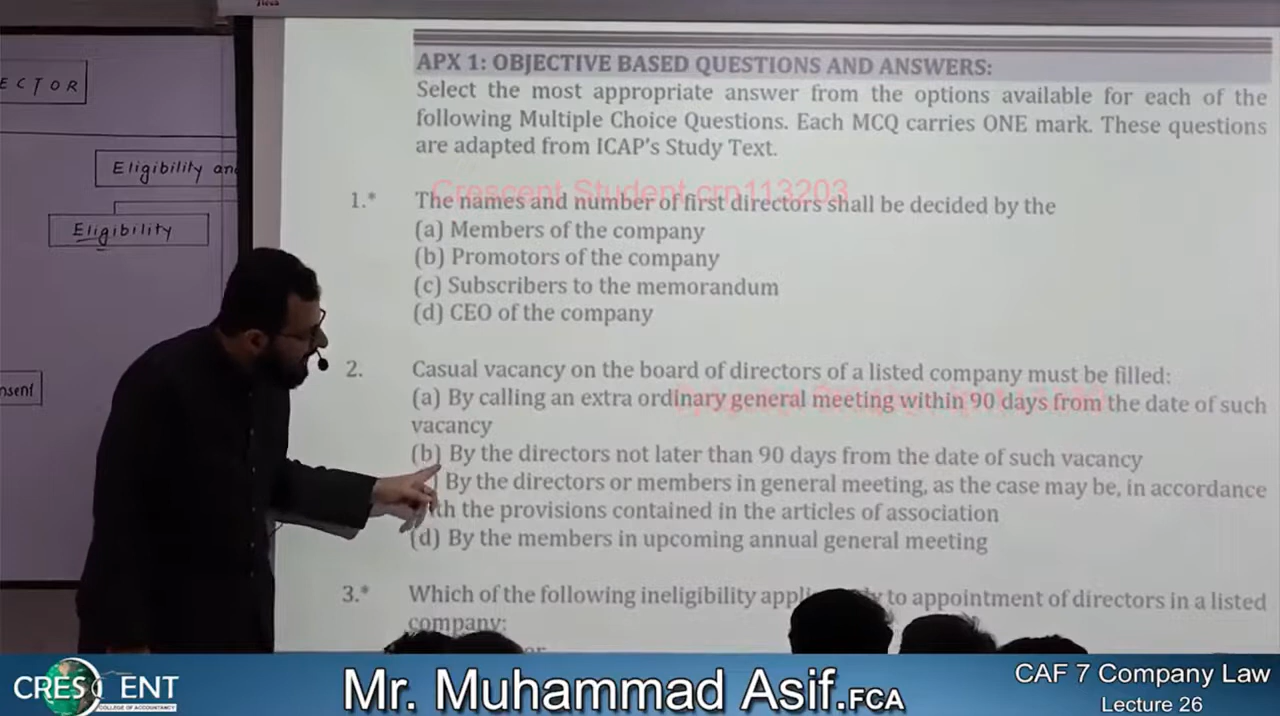 ECTOR
Eligibility an
Eligibility
nsent
APX 1: OBJECTIVE BASED QUESTIONS AND ANSWERS:
Select the most appropriate answer from the options available for each of the
following Multiple Choice Questions. Each MCQ carries ONE mark. These questions
are adapted from ICAP's Study Text.
Crescent Student crn113203
1.* The names and number of first directors shall be decided by the
(a) Members of the company
(b) Promotors of the company
(c) Subscribers to the memorandum
(d) CEO of the company
2. Casual vacancy on the board of directors of a listed company must be filled:
(a) By calling an extra ordinary general meeting within 90 days from the date of such
vacancy
(b) By the directors not later than 90 days from the date of such vacancy
By the directors or members in general meeting, as the case may be, in accordance
the provisions contained in the articles of association
(d) By the members in upcoming annual general meeting
3.* Which of the following ineligibility to appointment of directors in a listed
company:
CRESCENT
COLLEGE OF ACCOUNTANCY
Mr. Muhammad Asif.FCA
CAF 7 Company Law
Lecture 26